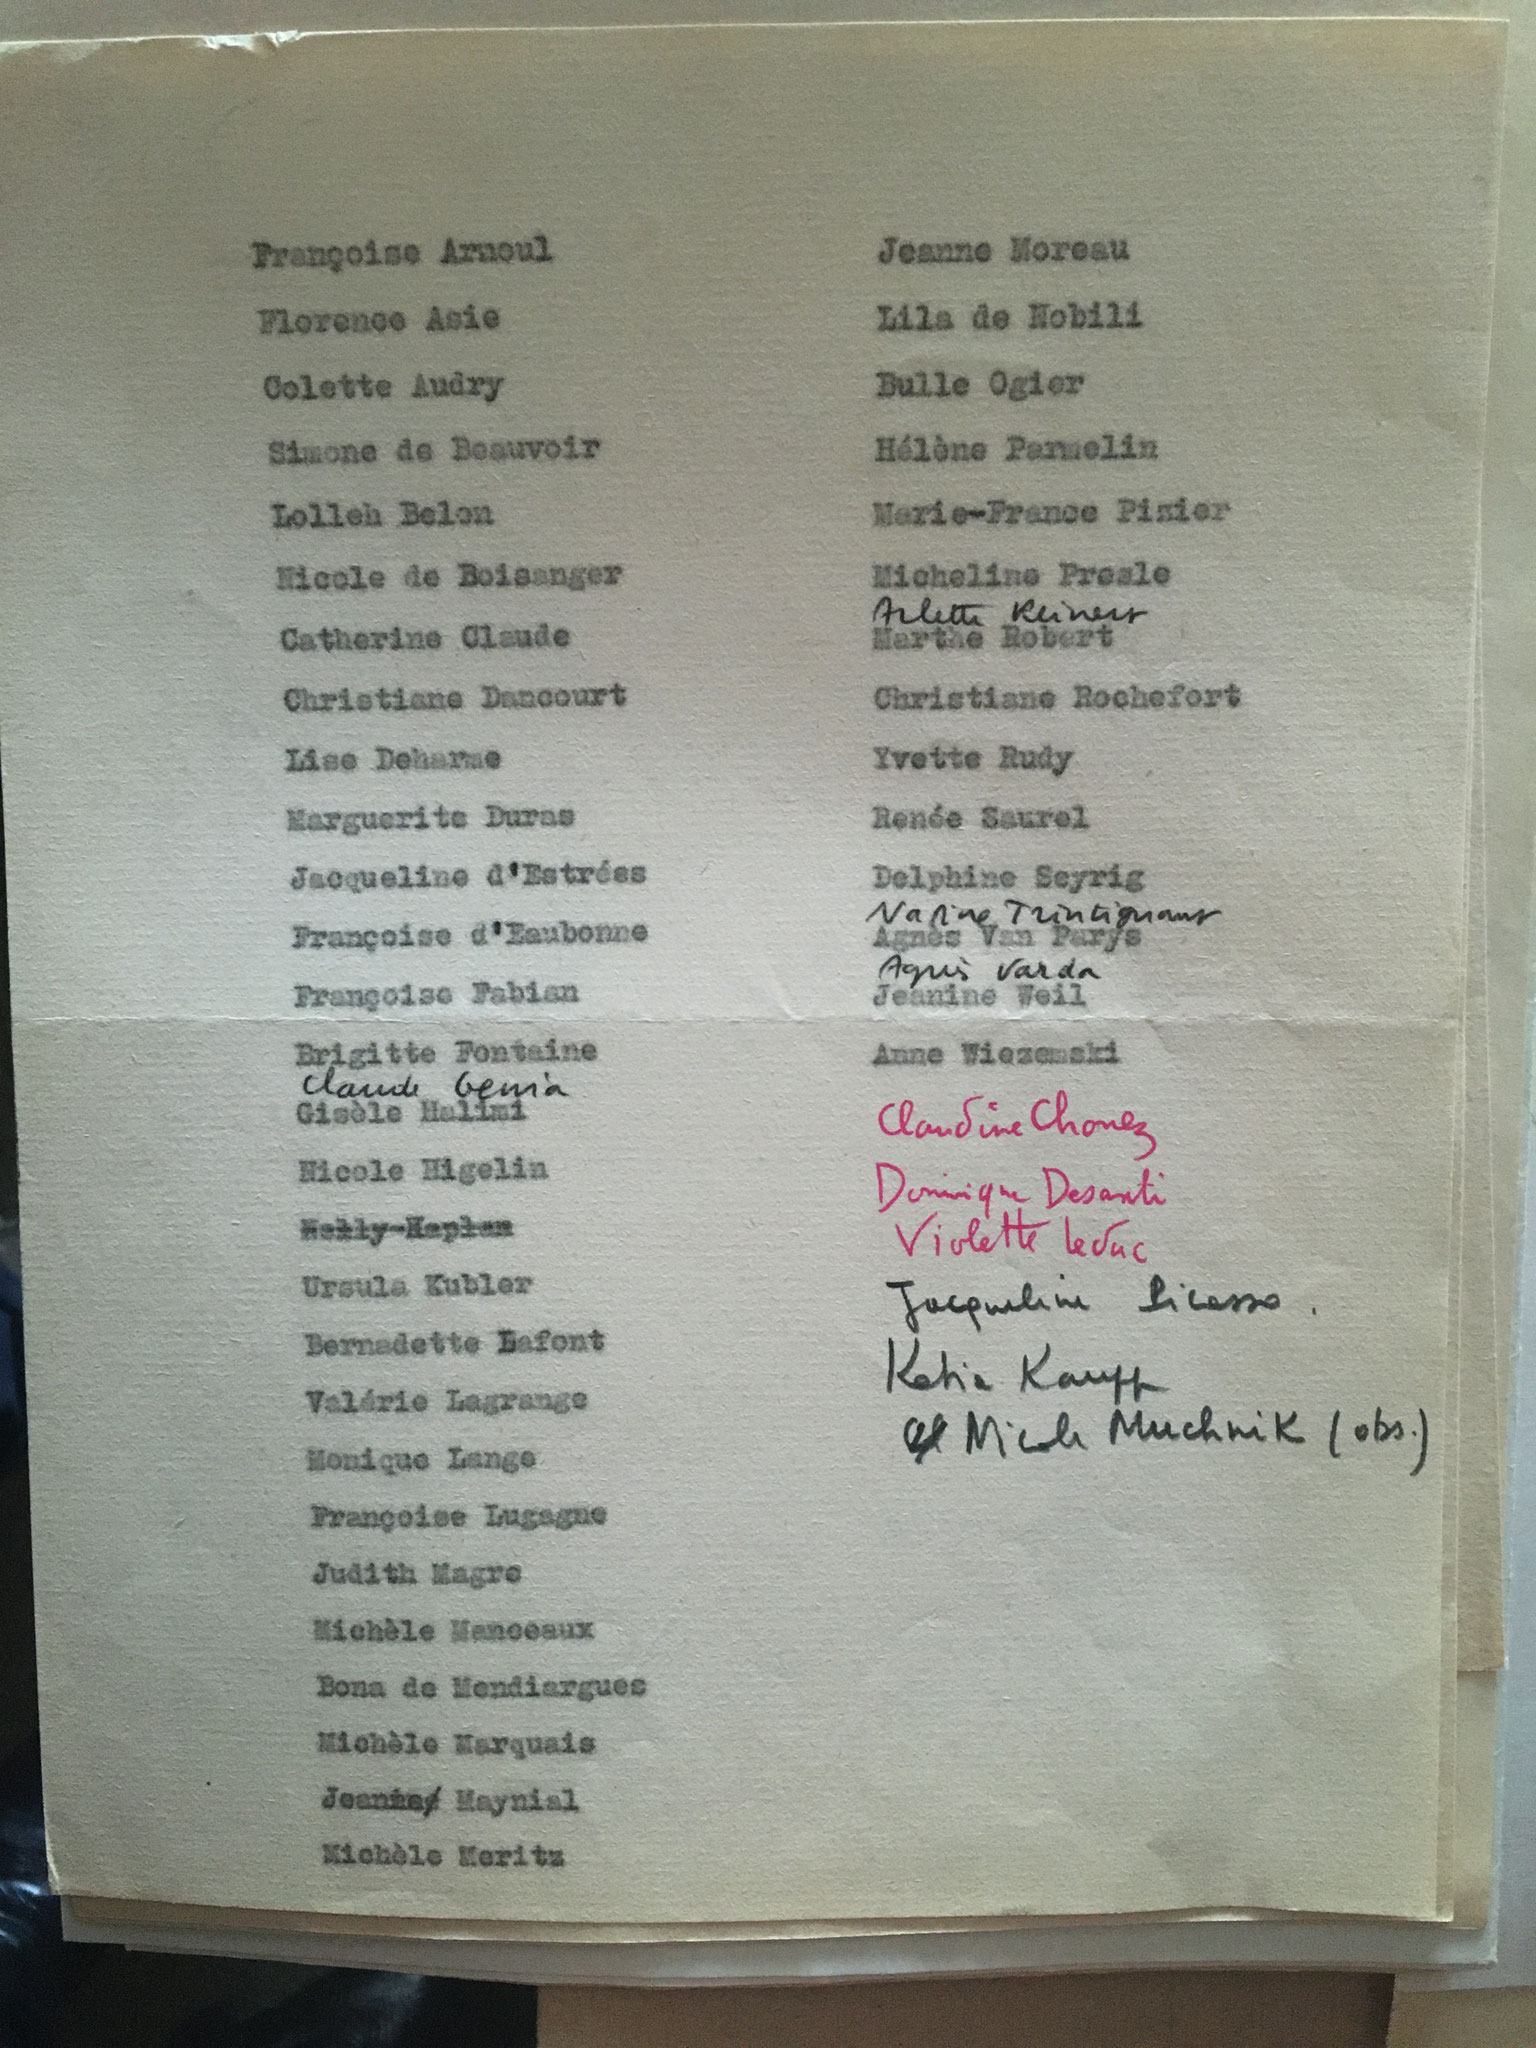 Françoise Arnoul
Florence Asie
Colette Audry
Simone de Beauvoir
Lolleh Belon
Nicole de Boisanger
Catherine Claude
Christiane Dancourt
Lise Deharme
Marguerite Duras
Jacqueline d'Estrées
Françoise d'Eaubonne
Françoise Fabian
Brigitte Fontaine
Claude Genia
Gisèle Halimi
Nicole Higelin
Nelly-Kaplan
Ursula Kubler
Bernadette Lafont
Valérie Lagrange
Monique Lange
Françoise Lugagne
Judith Magre
Michèle Manceaux
Bona de Mendiargues
Michèle Marquais
Maynial
Michèle Meritz
Jeanne Moreau
Lila de Nobili
Bulle Ogier
Hélène Parmelin
Marie-France Pisier
Micheline Presle
Arlette Reinerg
Marthe Robert
Christiane Rochefort
Yvette Rudy
Renée Saurel
Delphine Seyrig
Nadine Trintignant
Agnès Van Parys
Agnès Varda
Jeanine Weil
Anne Wiezemski
Claudine Chonez
Dominique Desanti
Violette Leduc
Jacqueline Picasso.
Katia Kaupp
Nicole Muchnik (obs.)